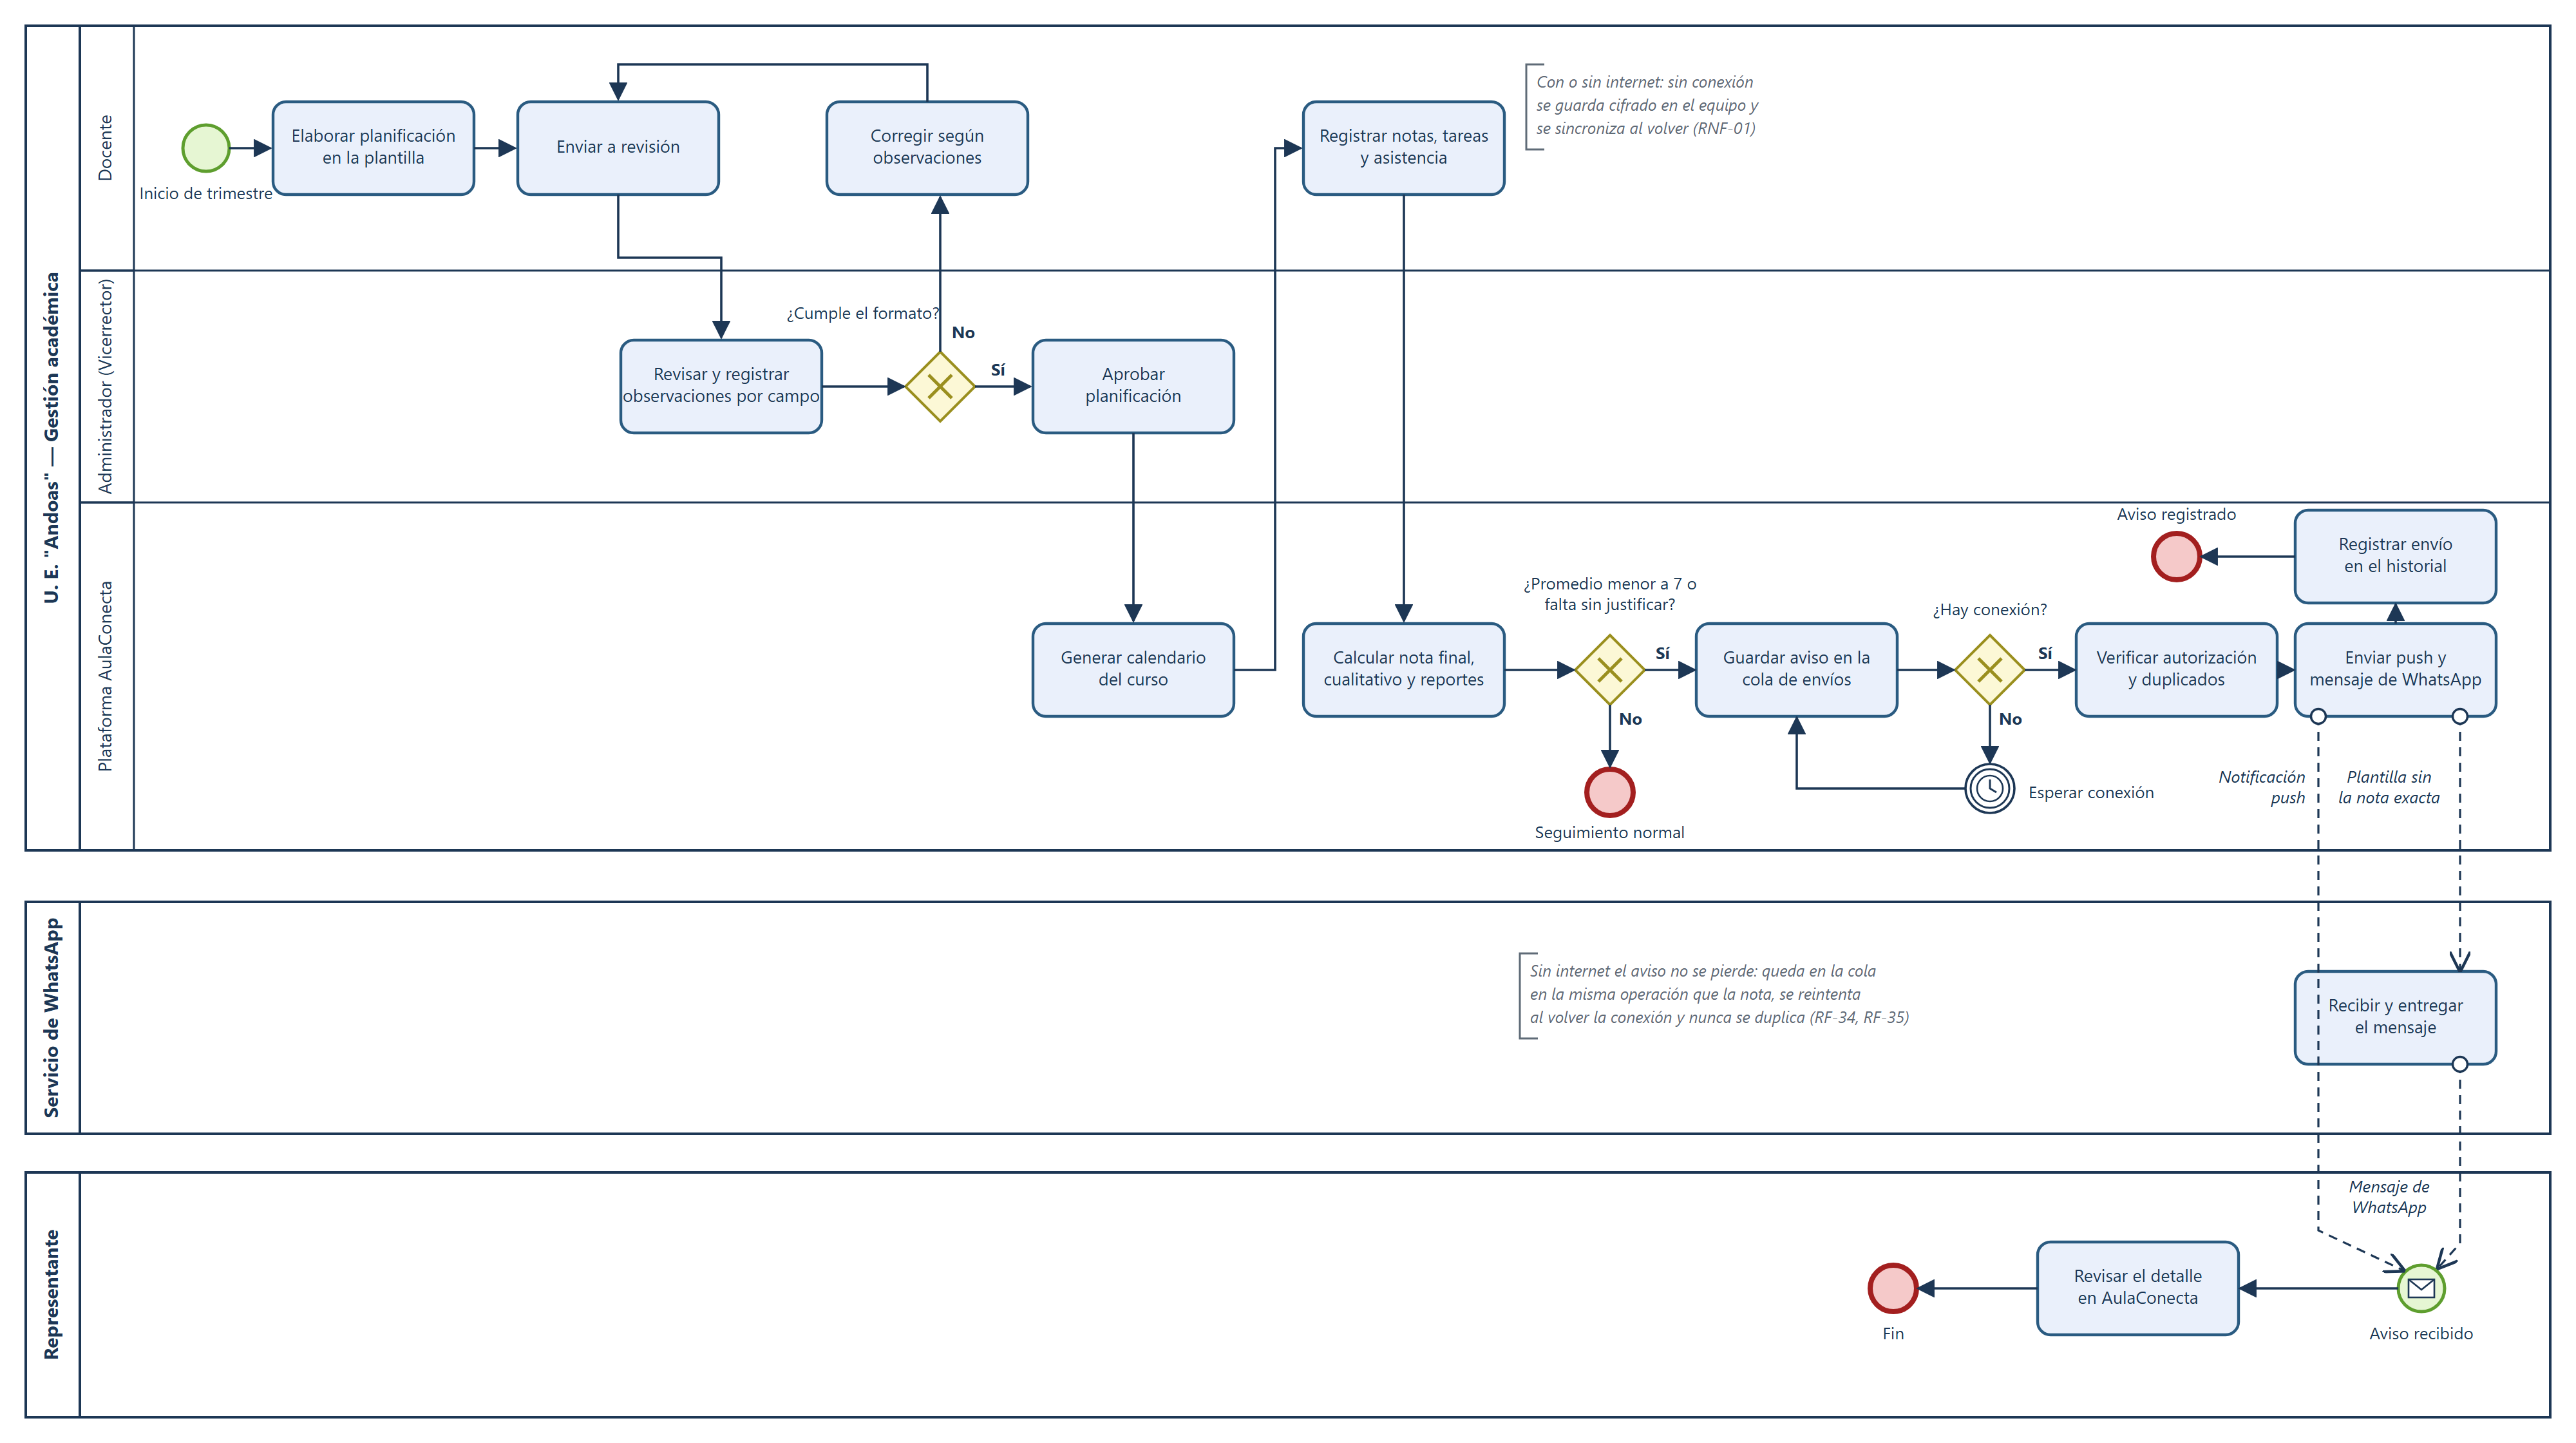 U. E. "Andoas" — Gestión académica
Docente
Inicio de trimestre
Elaborar planificación
en la plantilla
Enviar a revisión
Corregir según
observaciones
Registrar notas, tareas
y asistencia
Con o sin internet: sin conexión
se guarda cifrado en el equipo y
se sincroniza al volver (RNF-01)
Administrador (Vicerrector)
Revisar y registrar
observaciones por campo
¿Cumple el formato?
No
Sí
Aprobar
planificación
Plataforma AulaConecta
Generar calendario
del curso
Calcular nota final,
cualitativo y reportes
¿Promedio menor a 7 o
falta sin justificar?
Sí
No
Seguimiento normal
Guardar aviso en la
cola de envíos
¿Hay conexión?
Sí
No
Esperar conexión
Verificar autorización
y duplicados
Enviar push y
mensaje de WhatsApp
Registrar envío
en el historial
Aviso registrado
Notificación
push
Plantilla sin
la nota exacta
Servicio de WhatsApp
Sin internet el aviso no se pierde: queda en la cola
en la misma operación que la nota, se reintenta
al volver la conexión y nunca se duplica (RF-34, RF-35)
Recibir y entregar
el mensaje
Representante
Mensaje de
WhatsApp
Aviso recibido
Revisar el detalle
en AulaConecta
Fin